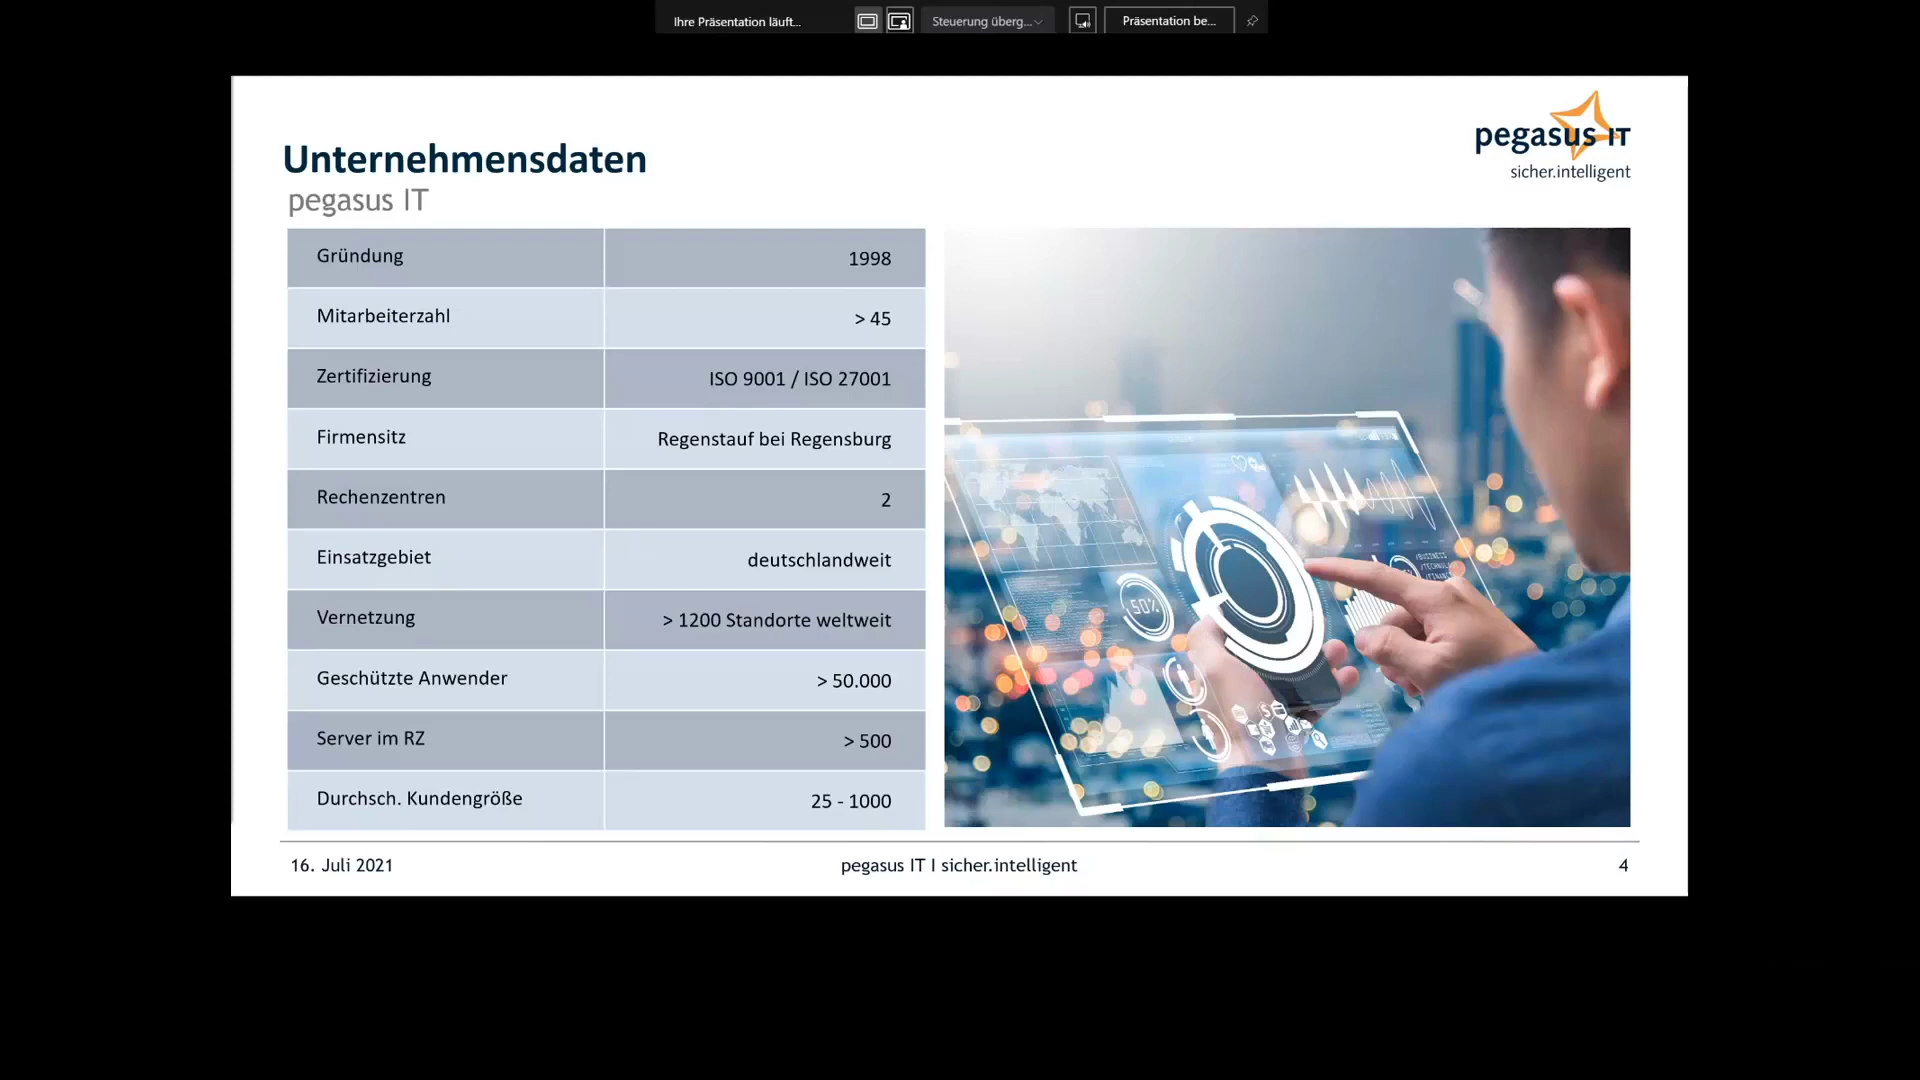 Ihre Präsentation läuft...
Steuerung überg...
Präsentation be...
pegasus IT
sicher.intelligent
Unternehmensdaten
pegasus IT
Gründung 1998
Mitarbeiterzahl > 45
Zertifizierung ISO 9001 / ISO 27001
Firmensitz Regenstauf bei Regensburg
Rechenzentren 2
Einsatzgebiet deutschlandweit
Vernetzung > 1200 Standorte weltweit
Geschützte Anwender > 50.000
Server im RZ > 500
Durchsch. Kundengröße 25 - 1000
50%
16. Juli 2021 pegasus IT I sicher.intelligent 4